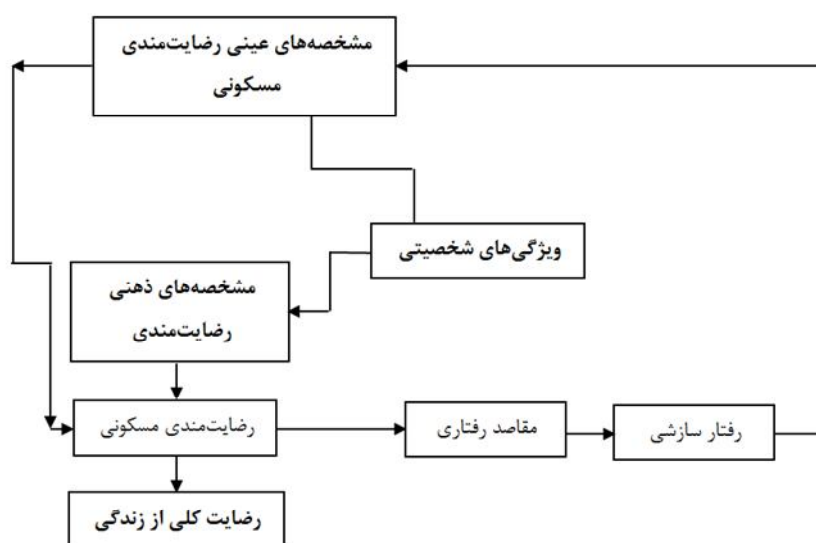 مشخصه‌های عینی رضایت‌مندی
مسکونی
ویژگی‌های شخصیتی
مشخصه‌های ذهنی
رضایت‌مندی
رضایت‌مندی مسکونی
مقاصد رفتاری
رفتار سازشی
رضایت کلی از زندگی